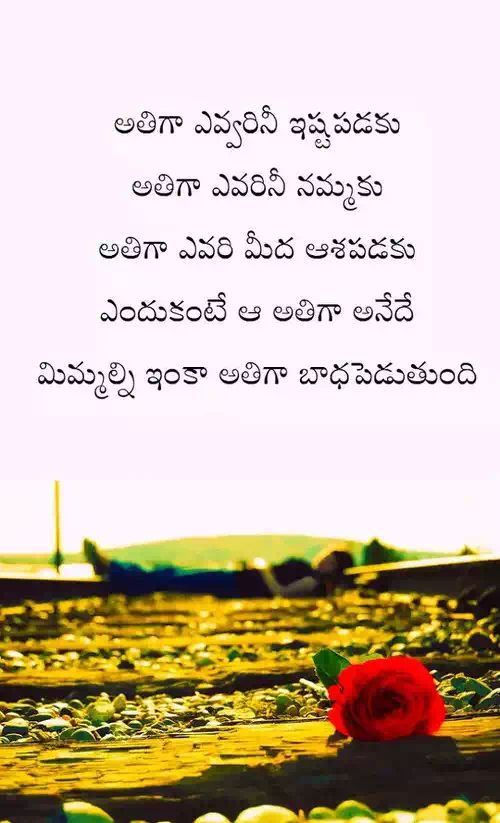 అతిగా ఎవ్వరినీ ఇష్టపడకు
అతిగా ఎవరినీ నమ్మకు
అతిగా ఎవరి మీద ఆశపడకు
ఎందుకంటే ఆ అతిగా అనేదే
మిమ్మల్ని ఇంకా అతిగా బాధపెడుతుంది